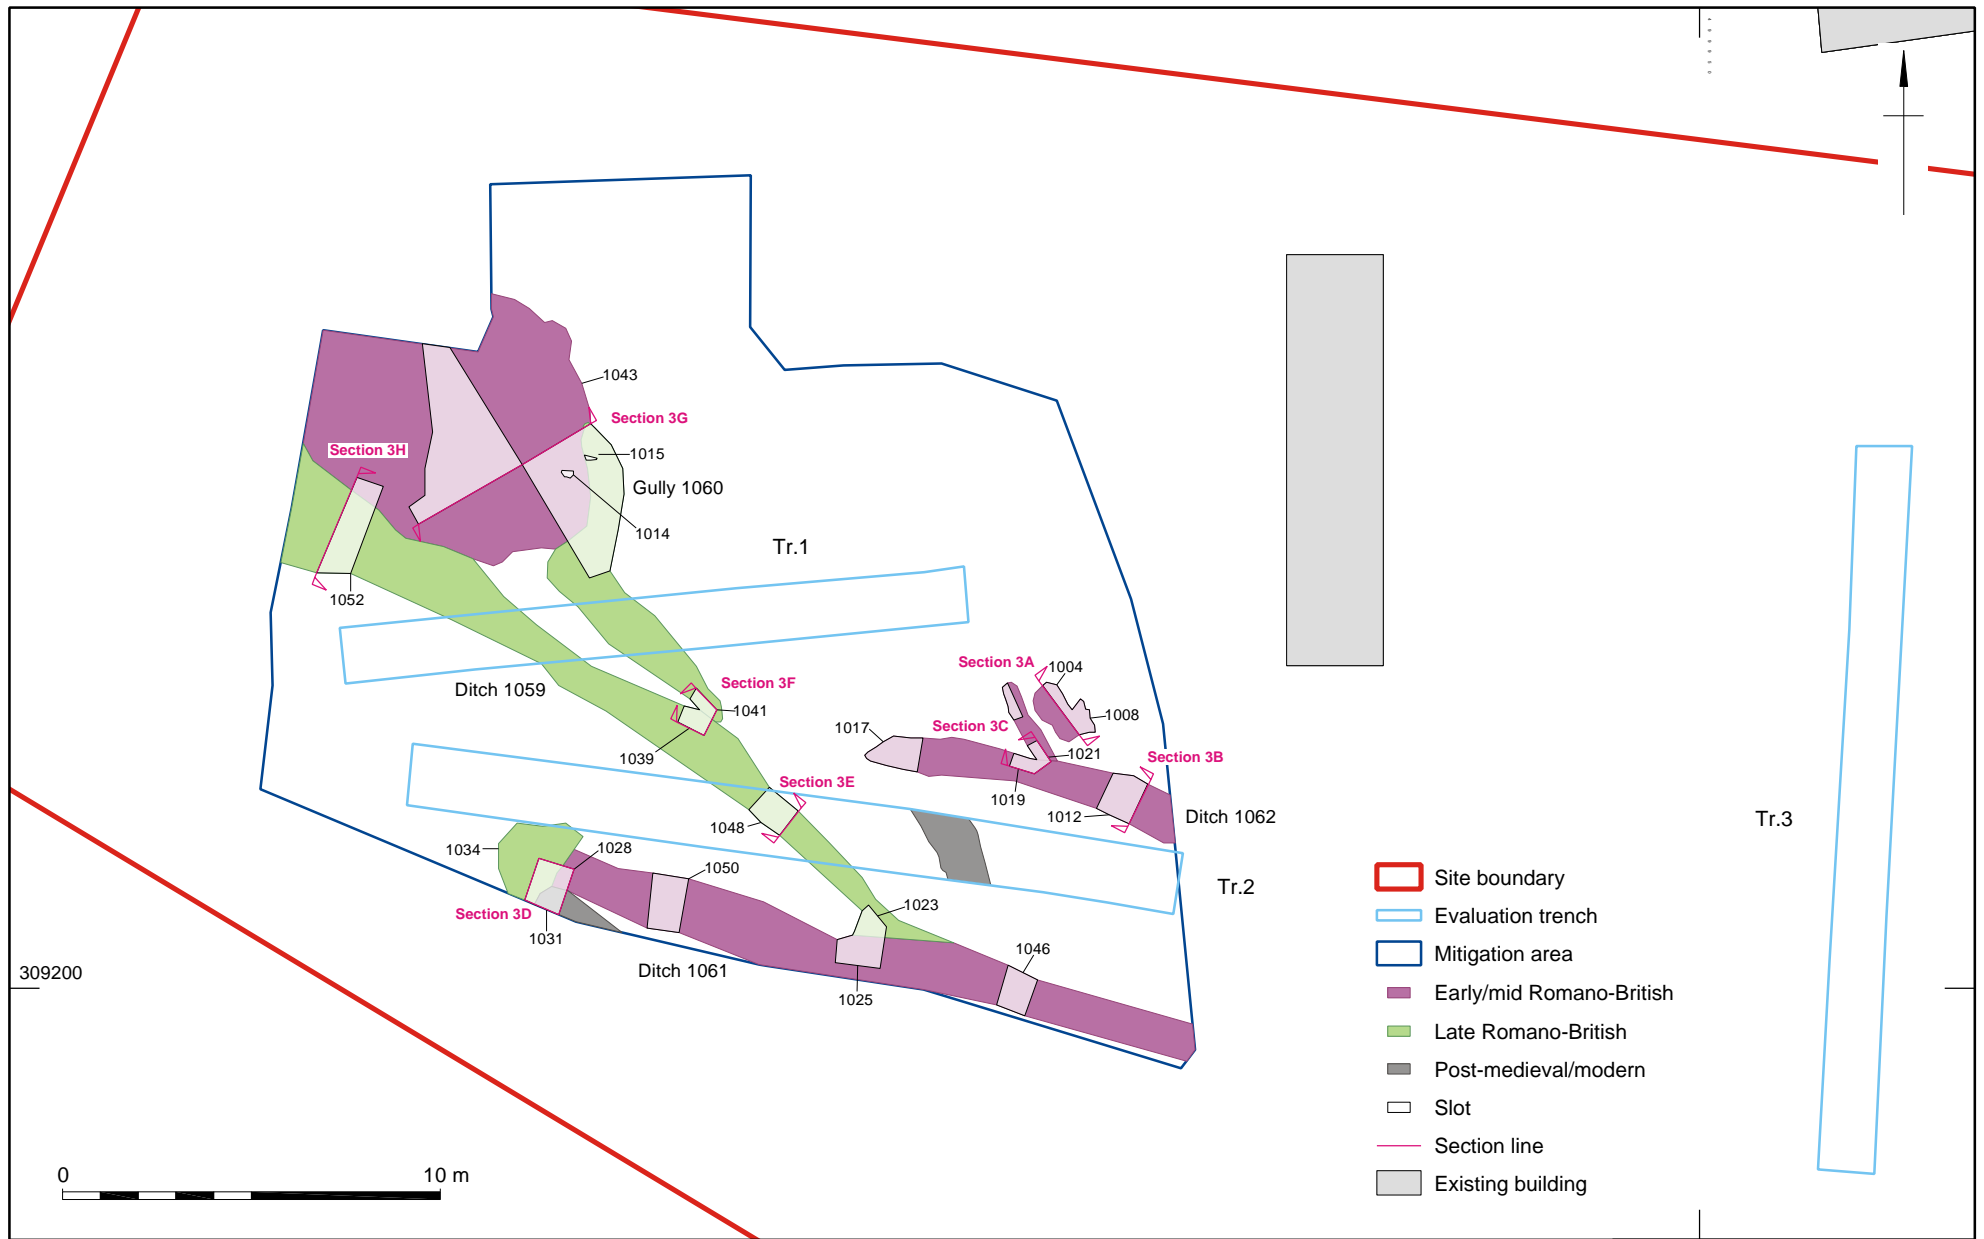 1043
Section 3G
Section 3H
1015
Gully 1060
1014
Tr.1
1052
Section 3A
1004
Section 3F
Ditch 1059
1041
1008
1017
Section 3C
1021
1039
Section 3B
Section 3E
1019
1012
Ditch 1062
Tr.3
1048
1034
1028
1050
Tr.2
1023
Section 3D
1031
1046
Ditch 1061
1025
309200
Site boundary
Evaluation trench
Mitigation area
Early/mid Romano-British
Late Romano-British
Post-medieval/modern
Slot
Section line
Existing building
0 10 m